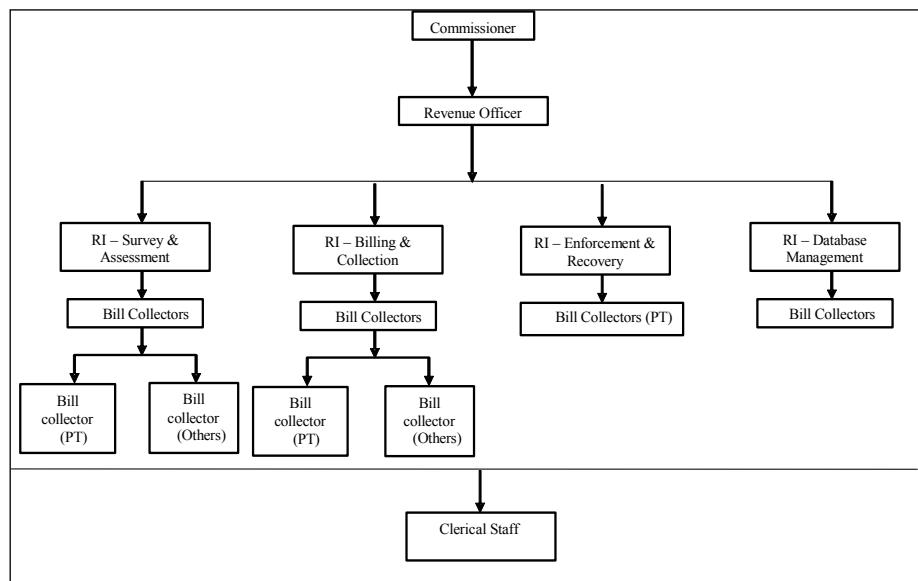 Commissioner
Revenue Officer
RI – Survey &
Assessment
RI – Billing &
Collection
RI – Enforcement &
Recovery
RI – Database
Management
Bill Collectors
Bill Collectors
Bill Collectors (PT)
Bill Collectors
Bill
collector
(PT)
Bill
collector
(Others)
Bill
collector
(PT)
Bill
collector
(Others)
Clerical Staff